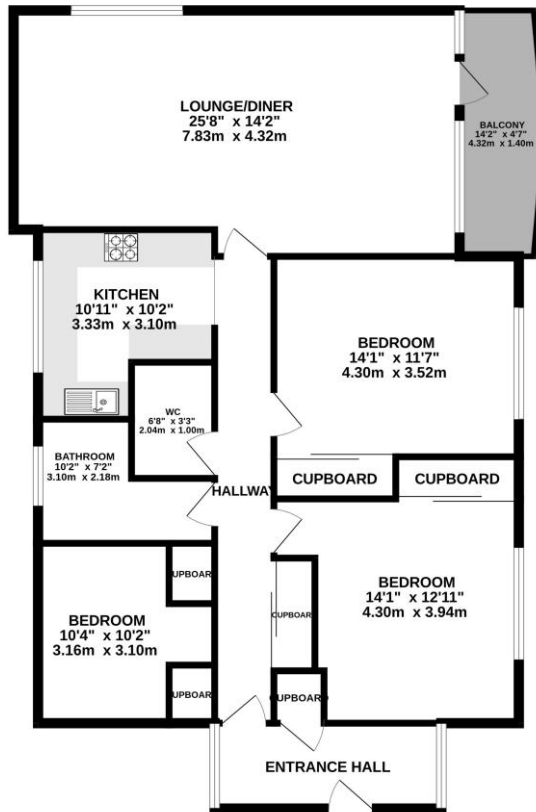 LOUNGE/DINER
25'8" x 14'2"
7.83m x 4.32m
BALCONY
14'2" x 4'7"
4.32m x 1.40m
KITCHEN
10'11" x 10'2"
3.33m x 3.10m
BEDROOM
14'1" x 11'7"
4.30m x 3.52m
WC
6'8" x 3'3"
2.04m x 1.00m
BATHROOM
10'2" x 7'2"
3.10m x 2.18m
CUPBOARD
CUPBOARD
HALLWAY
UPBOAR
BEDROOM
14'1" x 12'11"
4.30m x 3.94m
BEDROOM
10'4" x 10'2"
3.16m x 3.10m
CUPBOARD
UPBOAR
CUPBOARD
ENTRANCE HALL